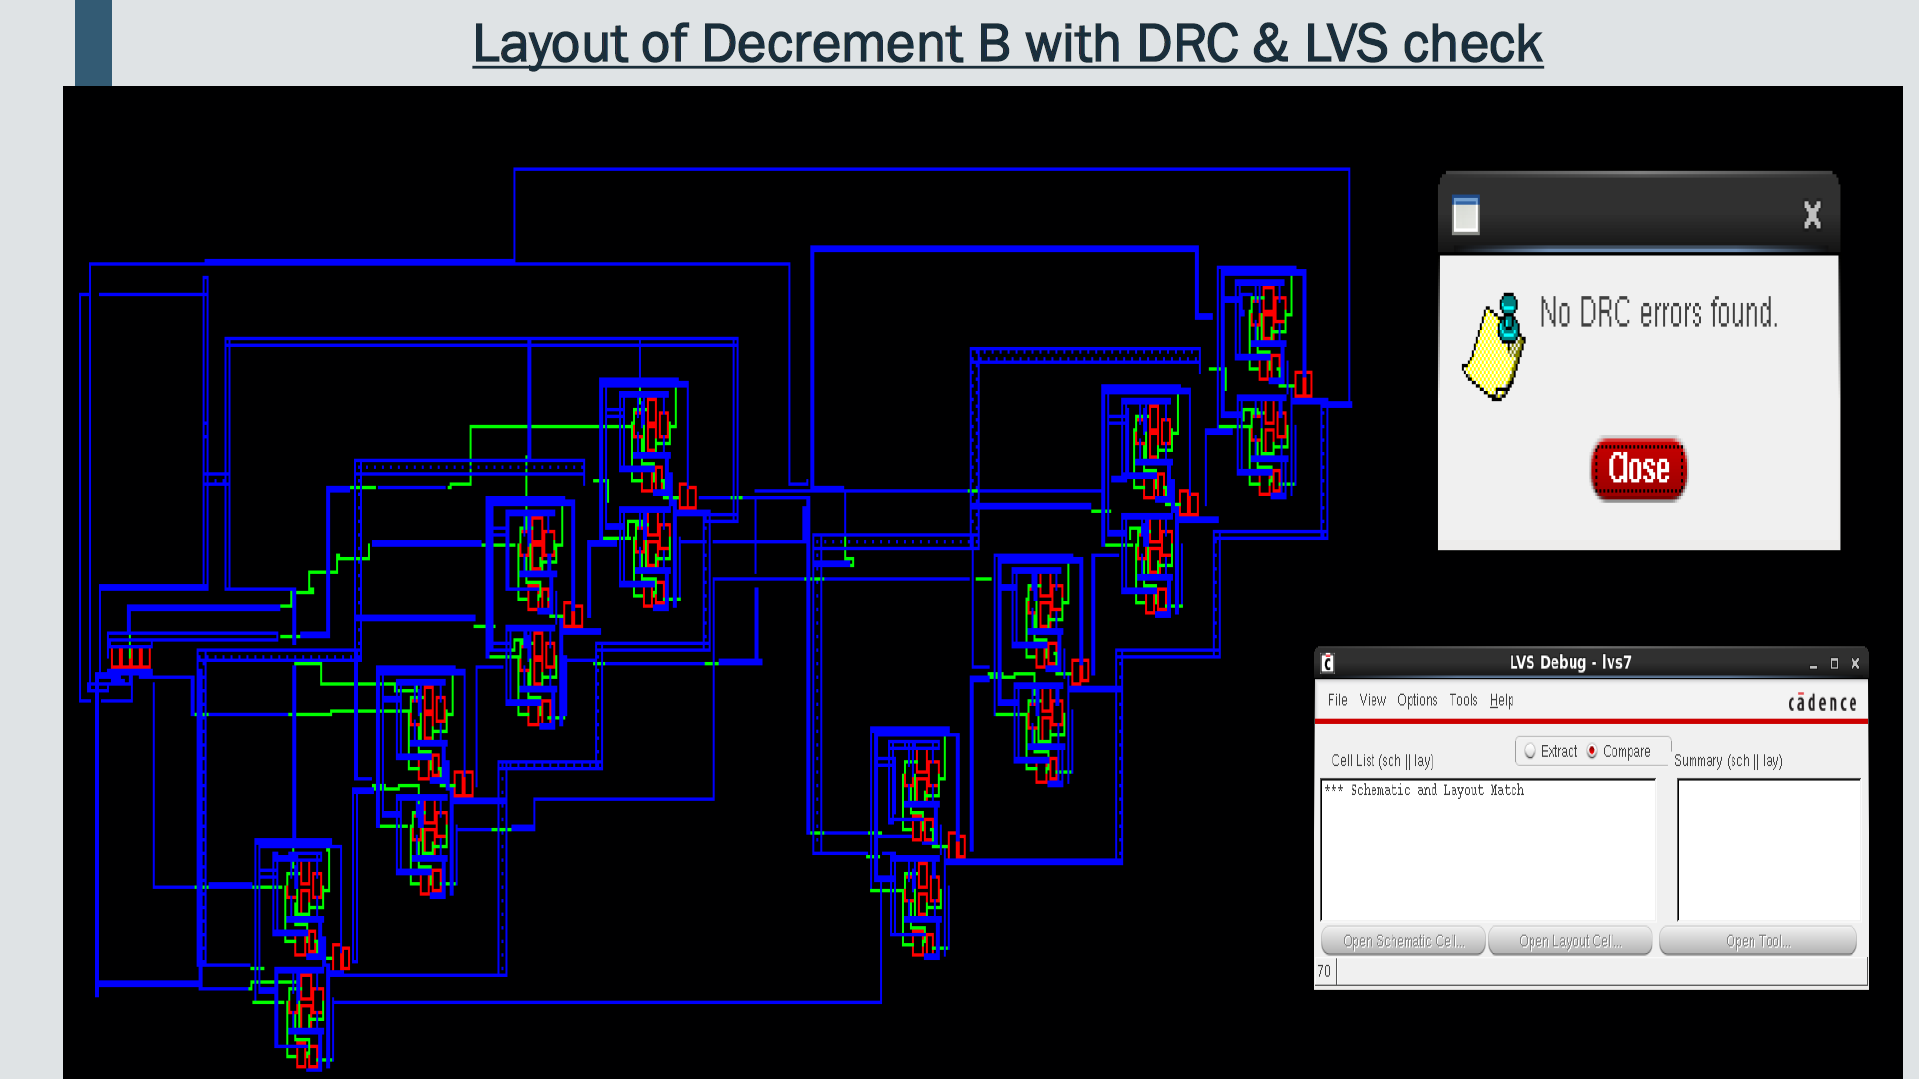 Layout of Decrement B with DRC & LVS check
No DRC errors found.
Close
LVS Debug - lvs7
File View Options Tools Help
cādence
Extract Compare
Cell List (sch || lay) Summary (sch || lay)
*** Schematic and Layout Match
Open Schematic Cell... Open Layout Cell... Open Tool...
70